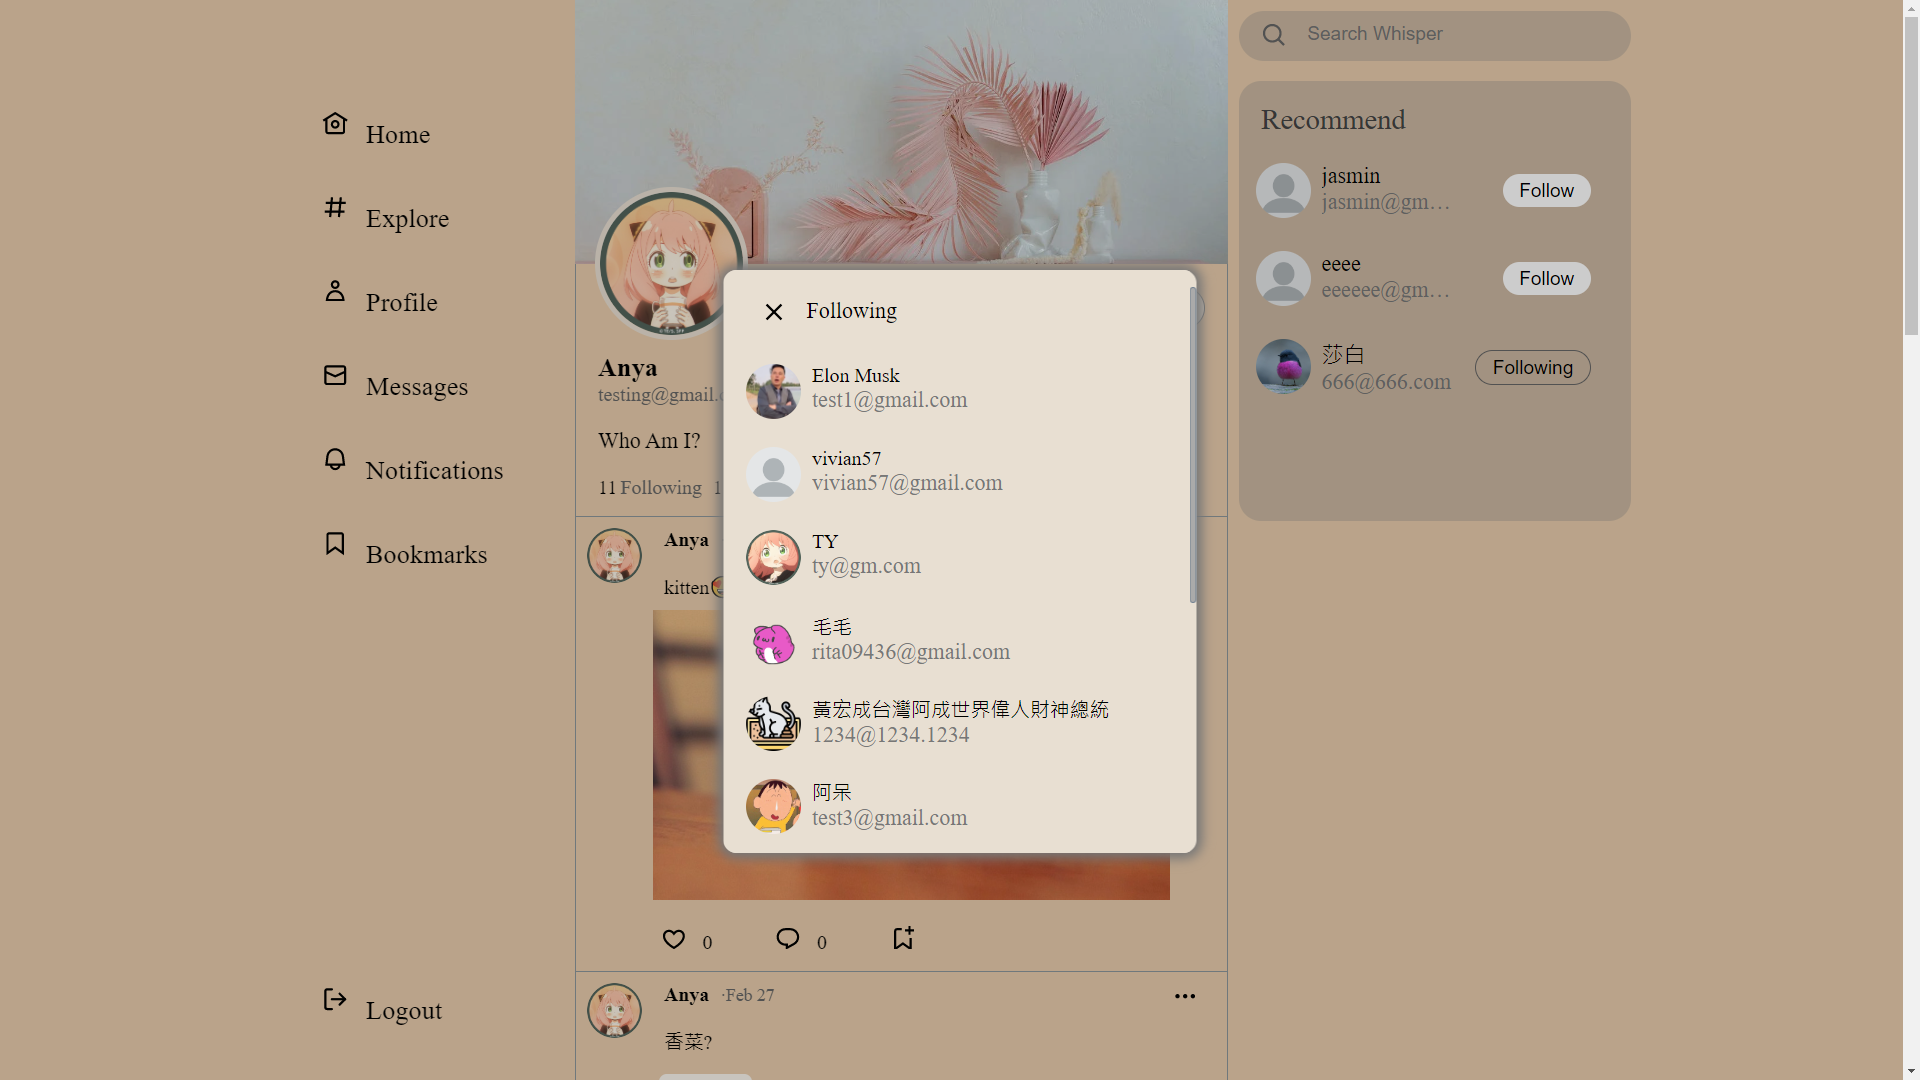 Home
Explore
Profile
Messages
Notifications
Bookmarks
Logout
Anya
testing@gmail.
Who Am I?
11 Following
Anya
kitten
0
0
Anya ·Feb 27
香菜?
Following
Elon Musk
test1@gmail.com
vivian57
vivian57@gmail.com
TY
ty@gm.com
毛毛
rita09436@gmail.com
黃宏成台灣阿成世界偉人財神總統
1234@1234.1234
阿呆
test3@gmail.com
Search Whisper
Recommend
jasmin
jasmin@gm…
Follow
eeee
eeeeee@gm…
Follow
莎白
666@666.com
Following